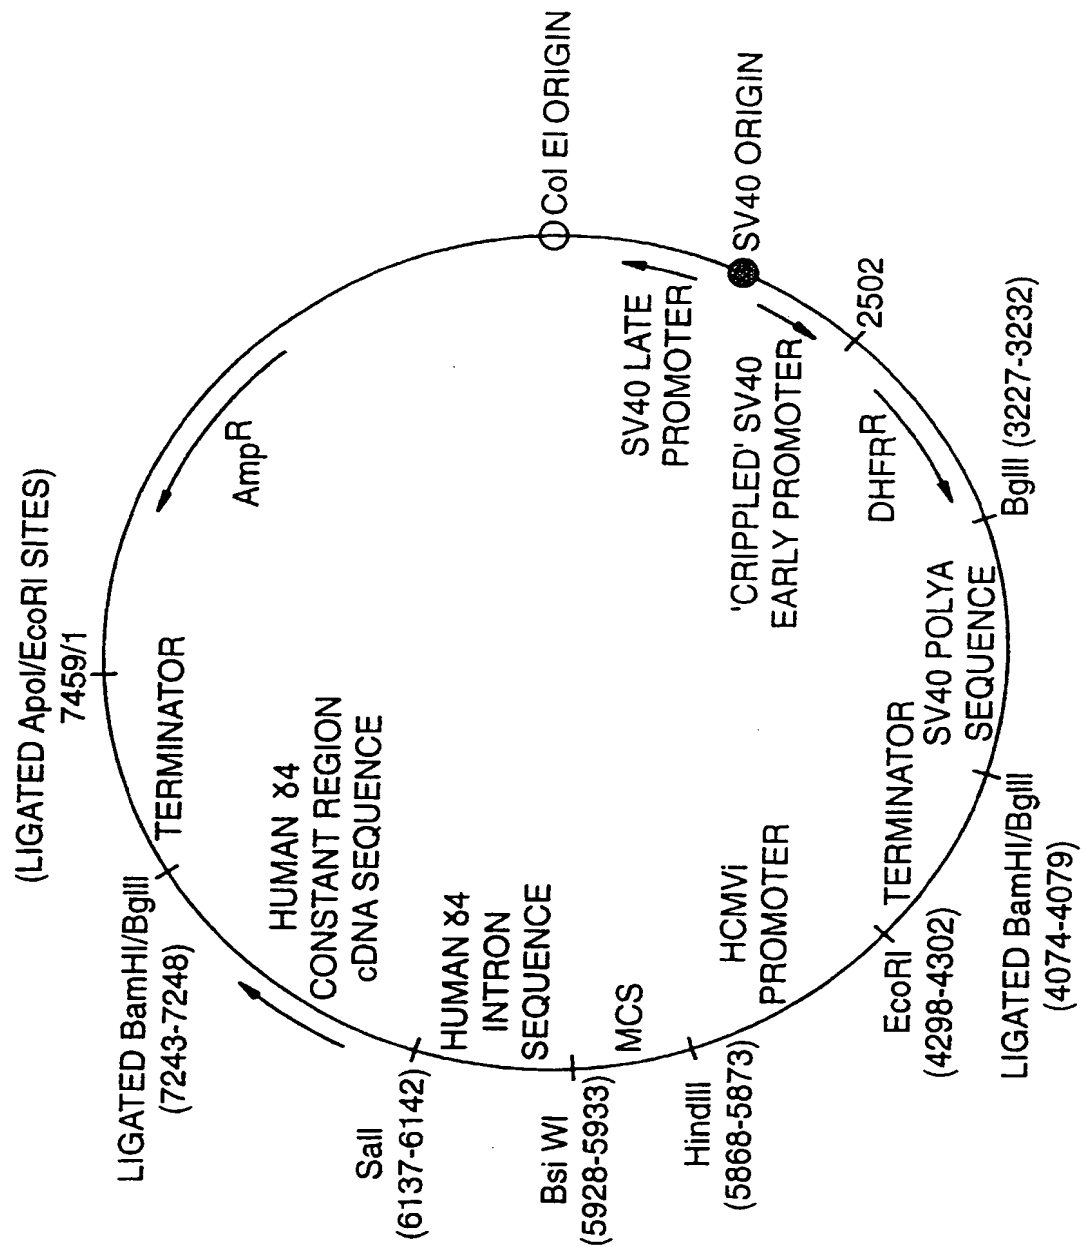 (LIGATED ApoI/EcoRI SITES)
7459/1
TERMINATOR
AmpR
Col EI ORIGIN
SV40 LATE
PROMOTER
SV40 ORIGIN
'CRIPPLED' SV40
EARLY PROMOTER
2502
DHFRR
BglII (3227-3232)
SV40 POLYA
SEQUENCE
LIGATED BamHI/BglII
(4074-4079)
TERMINATOR
EcoRI
(4298-4302)
HCMVi
PROMOTER
HindIII
(5868-5873)
MCS
Bsi WI
(5928-5933)
HUMAN γ4
INTRON
SEQUENCE
SalI
(6137-6142)
HUMAN γ4
CONSTANT REGION
cDNA SEQUENCE
LIGATED BamHI/BglII
(7243-7248)